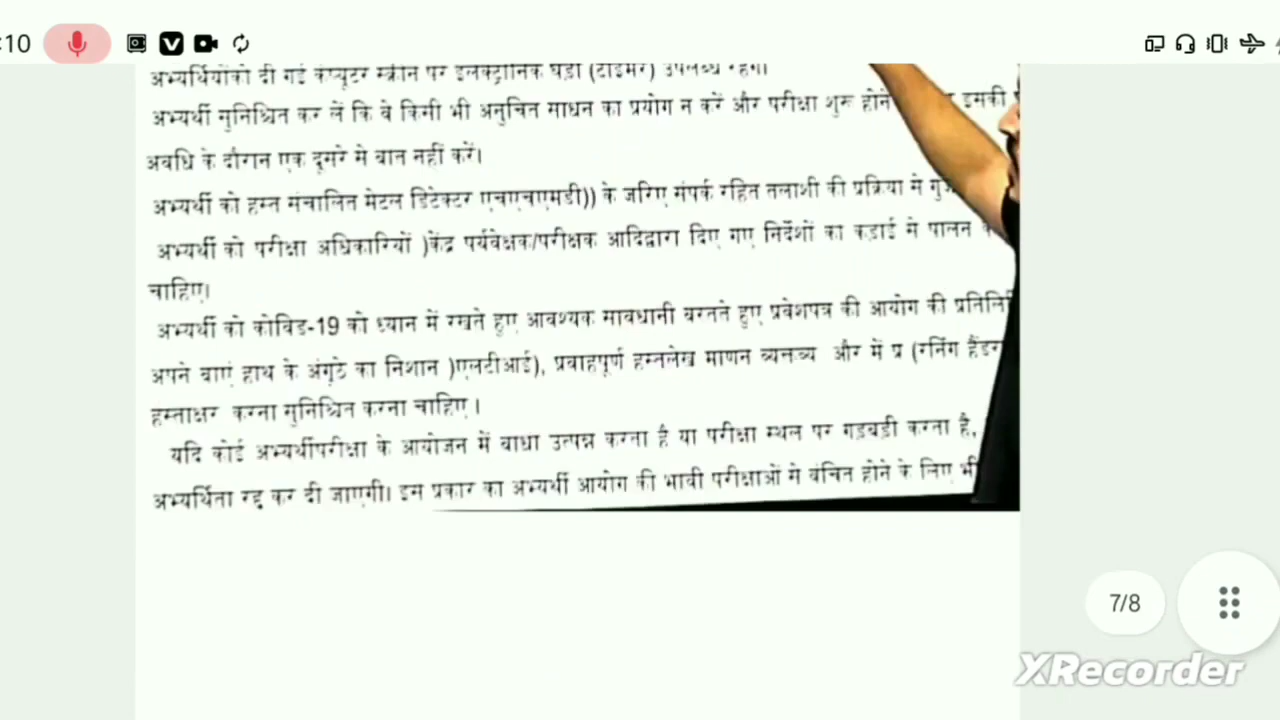 :10
अभ्यर्थियोंको दी गई कंप्यूटर स्क्रीन पर इलेक्ट्रॉनिक घड़ी (टाइमर) उपलब्ध रहेगी
अभ्यर्थी सुनिश्चित कर लें कि वे किसी भी अनुचित साधन का प्रयोग न करें और परीक्षा शुरू होने इसकी
अवधि के दौरान एक दूसरे से बात नहीं करें।
अभ्यर्थी को हस्त संचालित मेटल डिटेक्टर एचएचएमडी)) के जरिए संपर्क रहित तलाशी की प्रक्रिया से
अभ्यर्थी को परीक्षा अधिकारियों )केंद्र पर्यवेक्षक/परीक्षक आदिद्वारा दिए गए निर्देशों का कड़ाई से पालन
चाहिए।
अभ्यर्थी को कोविड-19 को ध्यान में रखते हुए आवश्यक सावधानी बरतते हुए प्रवेशपत्र की आयोग की
अपने बाएं हाथ के अंगूठे का निशान )एलटीआई), प्रवाहपूर्ण हस्तलेख माणन व्यक्तव्य और में प्र (रनिंग
हस्ताक्षर करना सुनिश्चित करना चाहिए ।
यदि कोई अभ्यर्थीपरीक्षा के आयोजन में बाधा उत्पन्न करता है या परीक्षा स्थल पर गड़बड़ी करता है,
अभ्यर्थिता रद्द कर दी जाएगी। इस प्रकार का अभ्यर्थी आयोग की भावी परीक्षाओं से वंचित होने के लिए भी
7/8
XRecorder